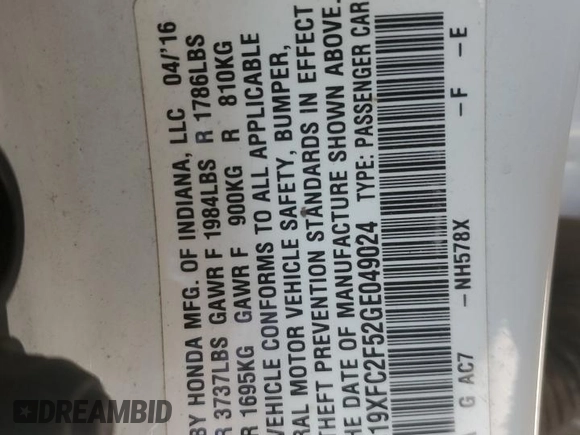 BY HONDA MFG. OF INDIANA, LLC 04/'16
R 3737LBS GAWR F 1984LBS R 1786LBS
R 1695KG GAWR F 900KG R 810KG
VEHICLE CONFORMS TO ALL APPLICABLE
RAL MOTOR VEHICLE SAFETY, BUMPER,
THEFT PREVENTION STANDARDS IN EFFECT
HE DATE OF MANUFACTURE SHOWN ABOVE.
19XFC2F52GE049024 TYPE: PASSENGER CAR
A G AC7 -NH578X -F -E
DREAMBID